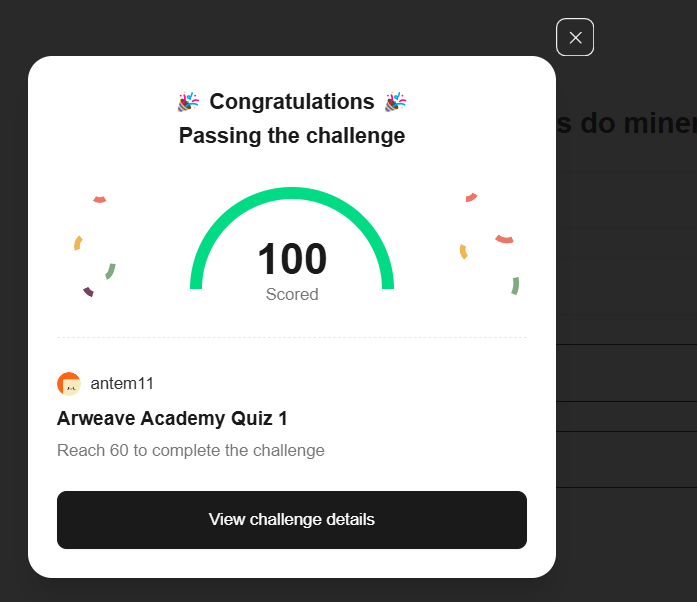 Congratulations
Passing the challenge
s do miner
100
Scored
antem11
Arweave Academy Quiz 1
Reach 60 to complete the challenge
View challenge details